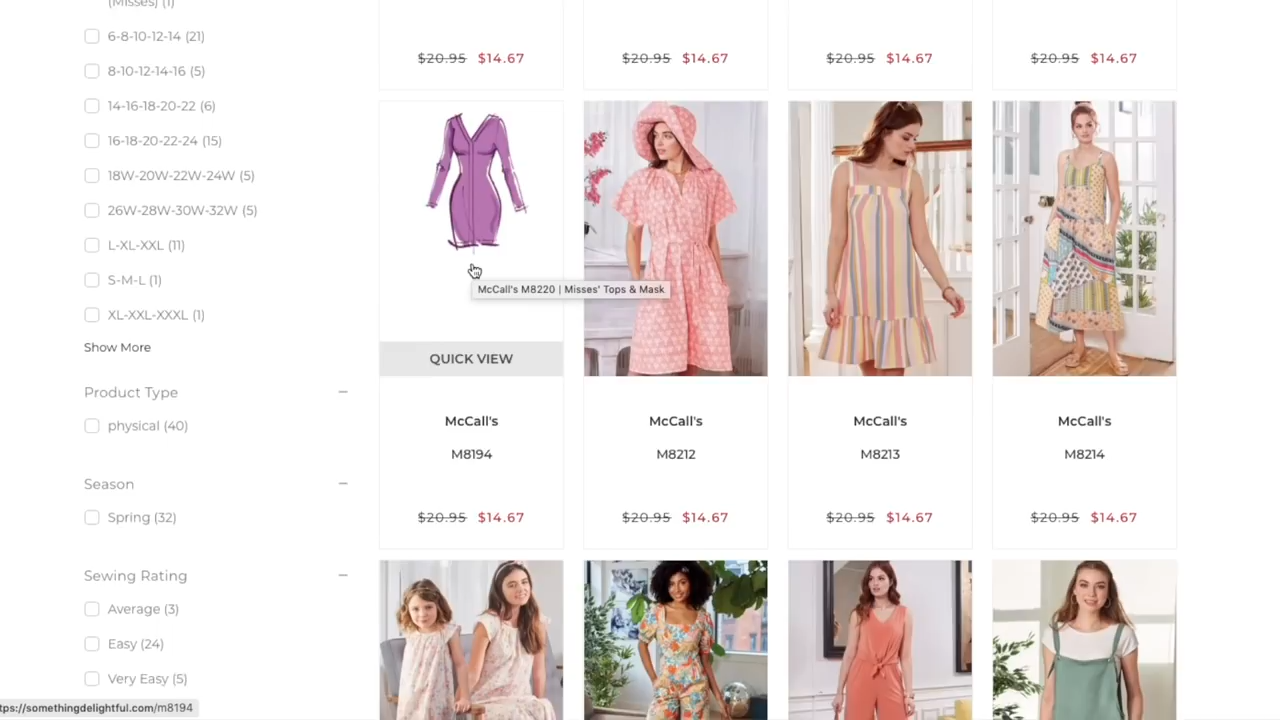 (Misses) (1)
6-8-10-12-14 (21)
8-10-12-14-16 (5)
14-16-18-20-22 (6)
16-18-20-22-24 (15)
18W-20W-22W-24W (5)
26W-28W-30W-32W (5)
L-XL-XXL (11)
S-M-L (1)
XL-XXL-XXXL (1)
Show More
Product Type
physical (40)
Season
Spring (32)
Sewing Rating
Average (3)
Easy (24)
Very Easy (5)
$20.95 $14.67
$20.95 $14.67
$20.95 $14.67
$20.95 $14.67
McCall's M8220 | Misses' Tops & Mask
QUICK VIEW
McCall's
M8194
$20.95 $14.67
McCall's
M8212
$20.95 $14.67
McCall's
M8213
$20.95 $14.67
McCall's
M8214
$20.95 $14.67
tps://somethingdelightful.com/m8194